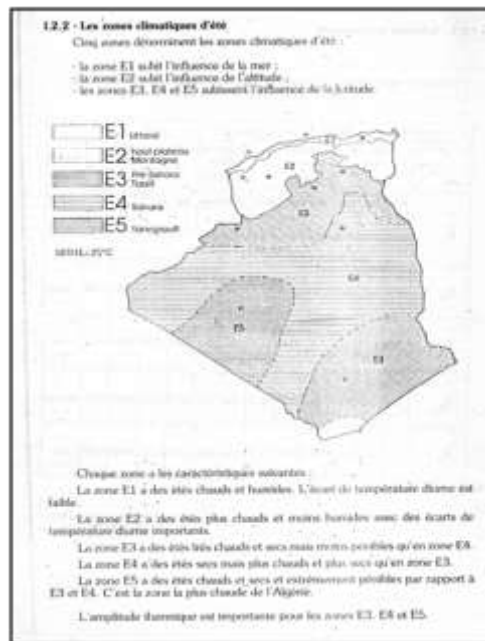 1.2.2 - Les zones climatiques d'été
Cinq zones déterminent les zones climatiques d'été :
- la zone E1 subit l'influence de la mer ;
- la zone E2 subit l'influence de l'altitude ;
- les zones E3, E4 et E5 subissent l'influence de la latitude.
E1 Littoral
E2 haut plateau Montagne
E3 Pré-Sahara Tassili
E4 Sahara
E5 Tanezrouft
SEUIL=25°C
E1
E2
E3
E4
E5
E3
Chaque zone a les caractéristiques suivantes :
La zone E1 a des étés chauds et humides. L'écart de température diurne est
faible.
La zone E2 a des étés plus chauds et moins humides avec des écarts de
température diurne importants.
La zone E3 a des étés très chauds et secs mais moins pénibles qu'en zone E4.
La zone E4 a des étés secs mais plus chauds et plus secs qu'en zone E3.
La zone E5 a des étés chauds et secs et extrêmement pénibles par rapport à
E3 et E4. C'est la zone la plus chaude de l'Algérie.
L'amplitude thermique est importante pour les zones E3, E4 et E5.